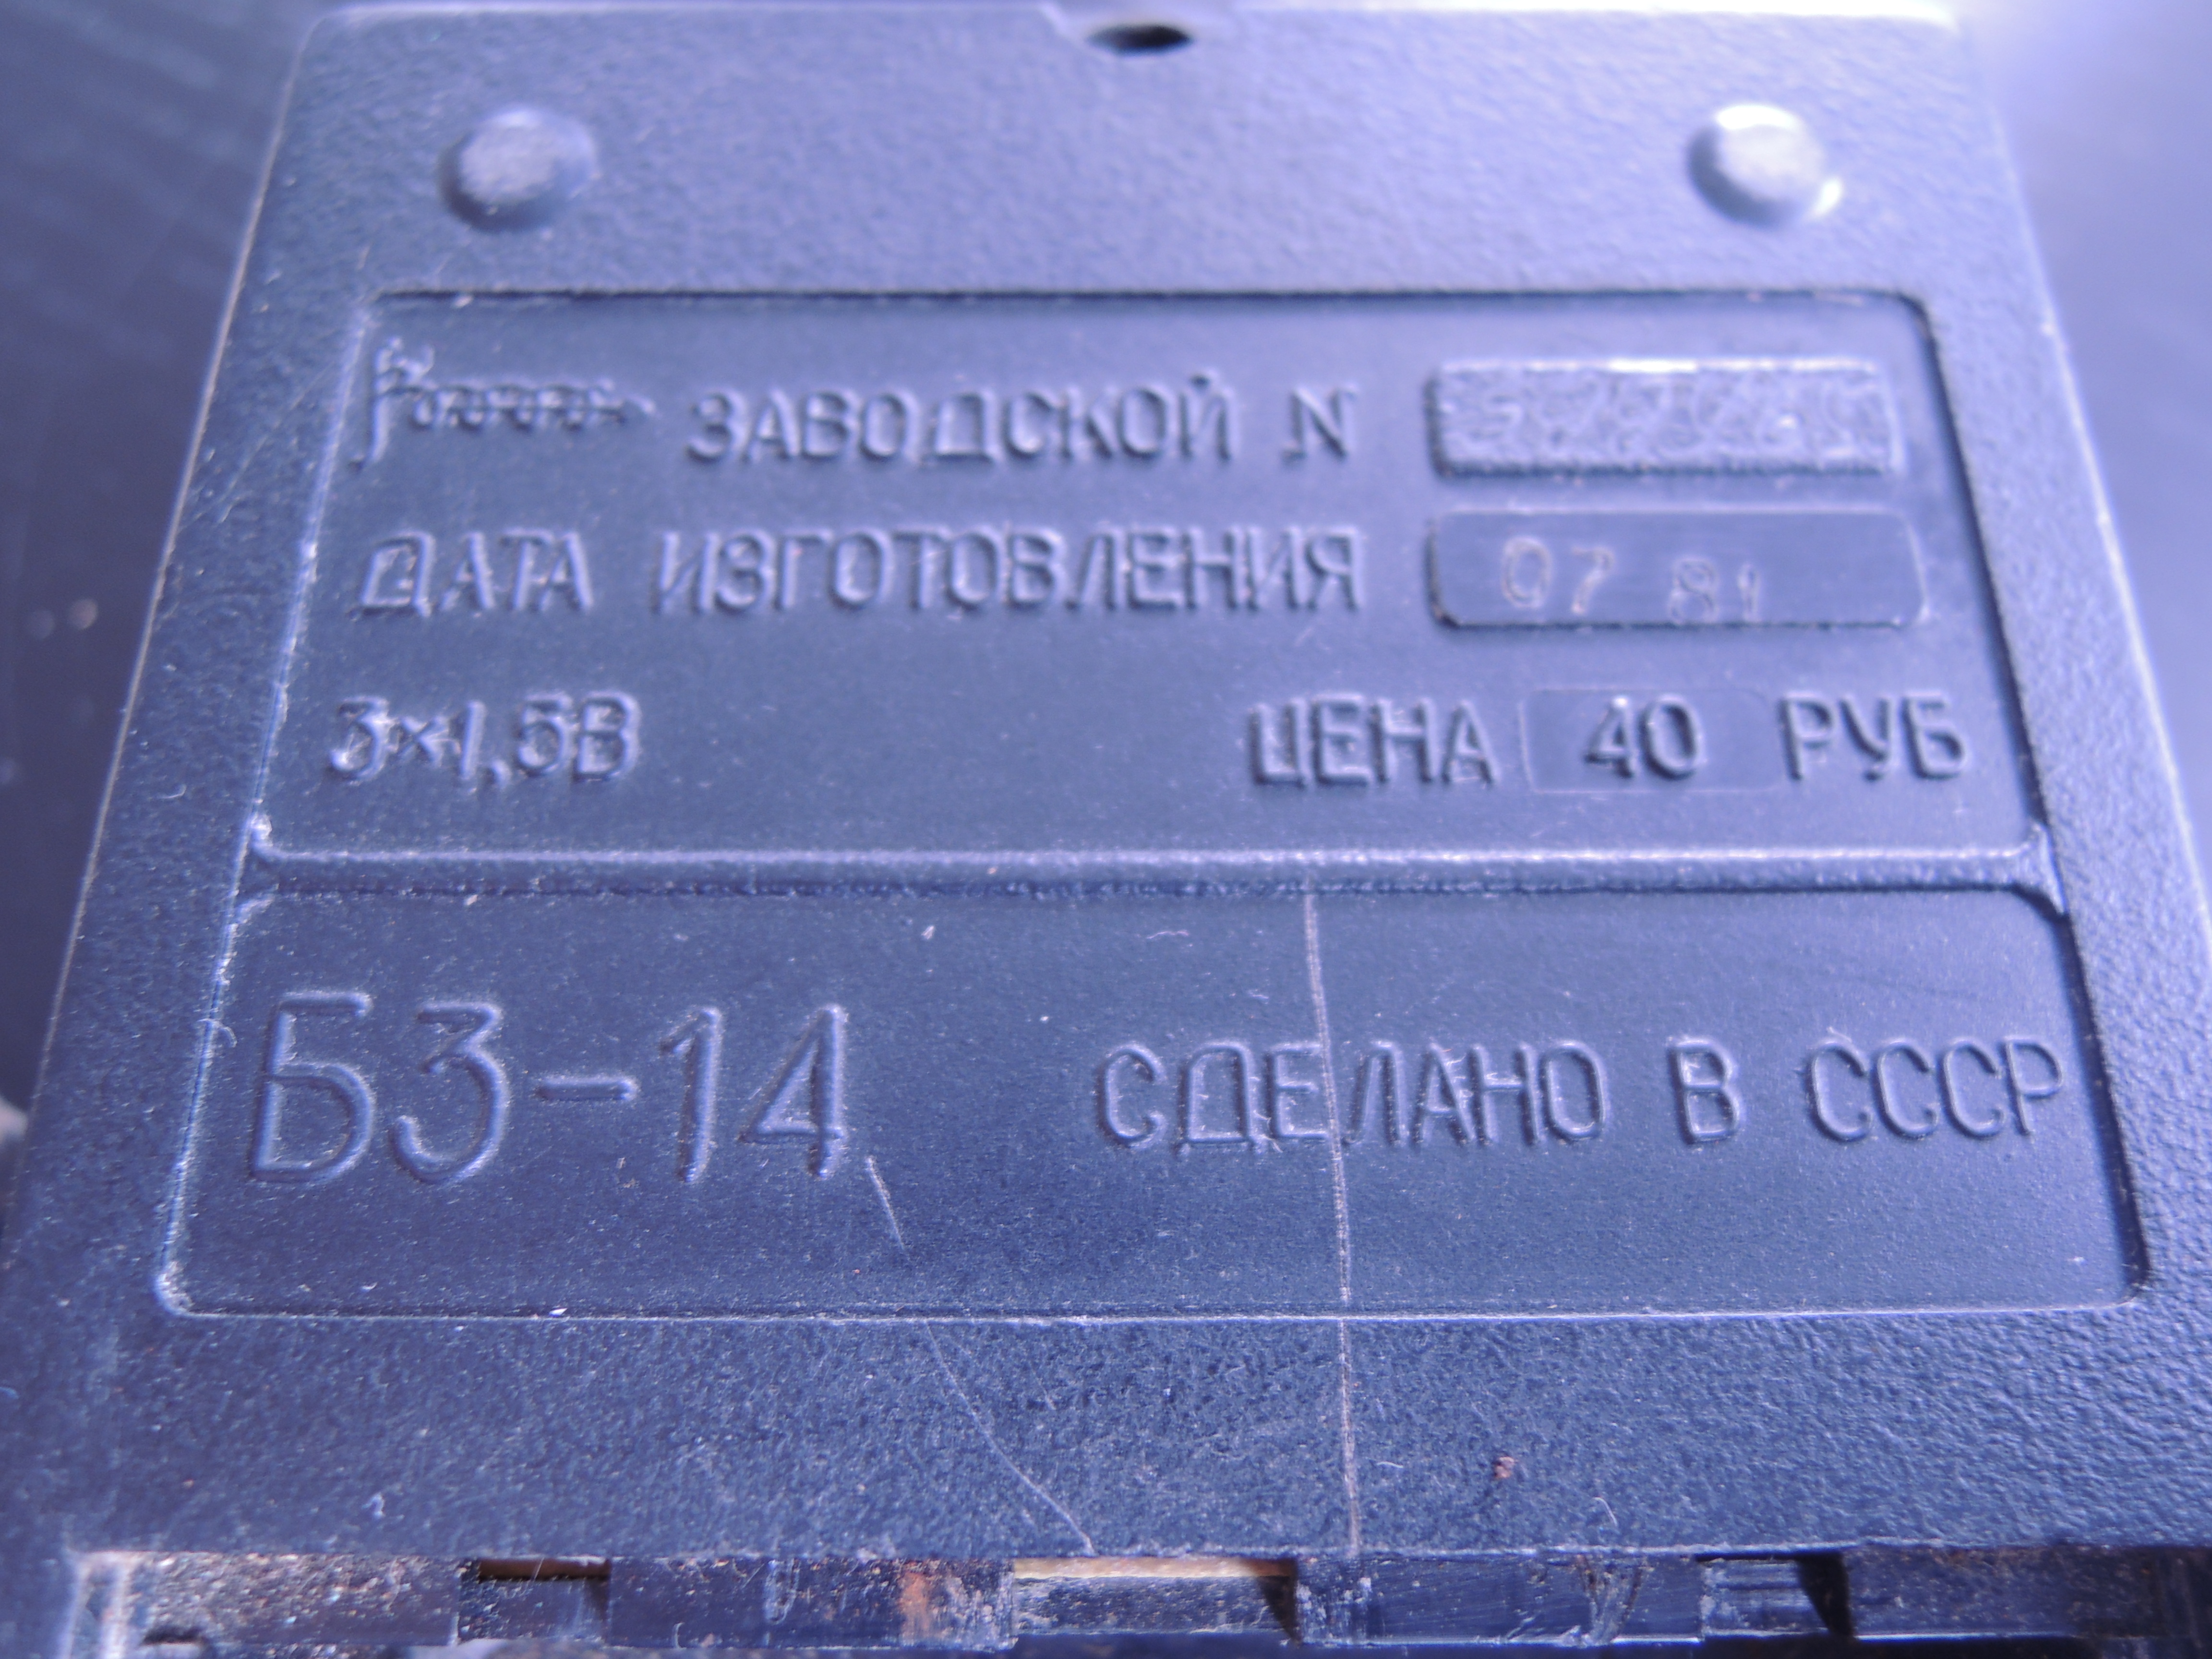 ЗАВОДСКОЙ N
ДАТА ИЗГОТОВЛЕНИЯ 07 81
3×1,5В ЦЕНА 40 РУБ
Б3-14 СДЕЛАНО В СССР